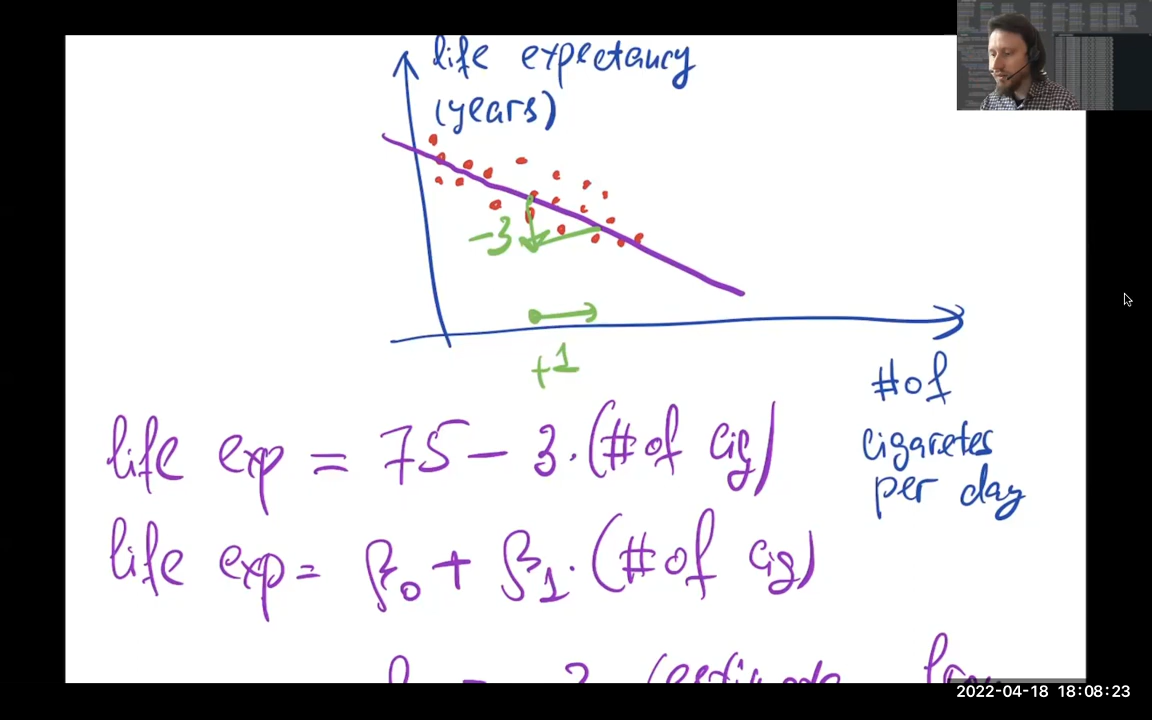 life expectancy
(years)
-3
+1
# of
cigaretes
per day
life exp = 75 - 3·(# of cig)
life exp = β₀ + β₁·(# of cig)
2022-04-18 18:08:23